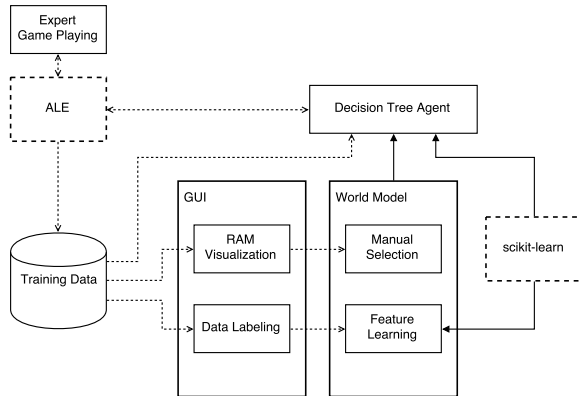 Expert
Game Playing
ALE
Decision Tree Agent
GUI
World Model
RAM
Visualization
Manual
Selection
scikit-learn
Training Data
Data Labeling
Feature
Learning